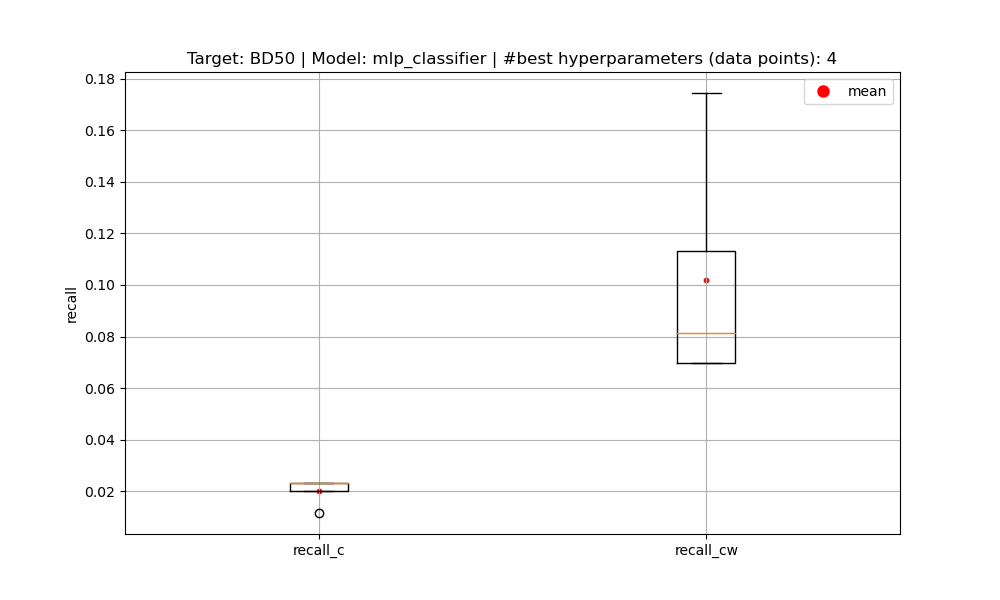 Target: BD50 | Model: mlp_classifier | #best hyperparameters (data points): 4
0.18
mean
0.16
0.14
0.12
0.10
recall
0.08
0.06
0.04
0.02
recall_c
recall_cw